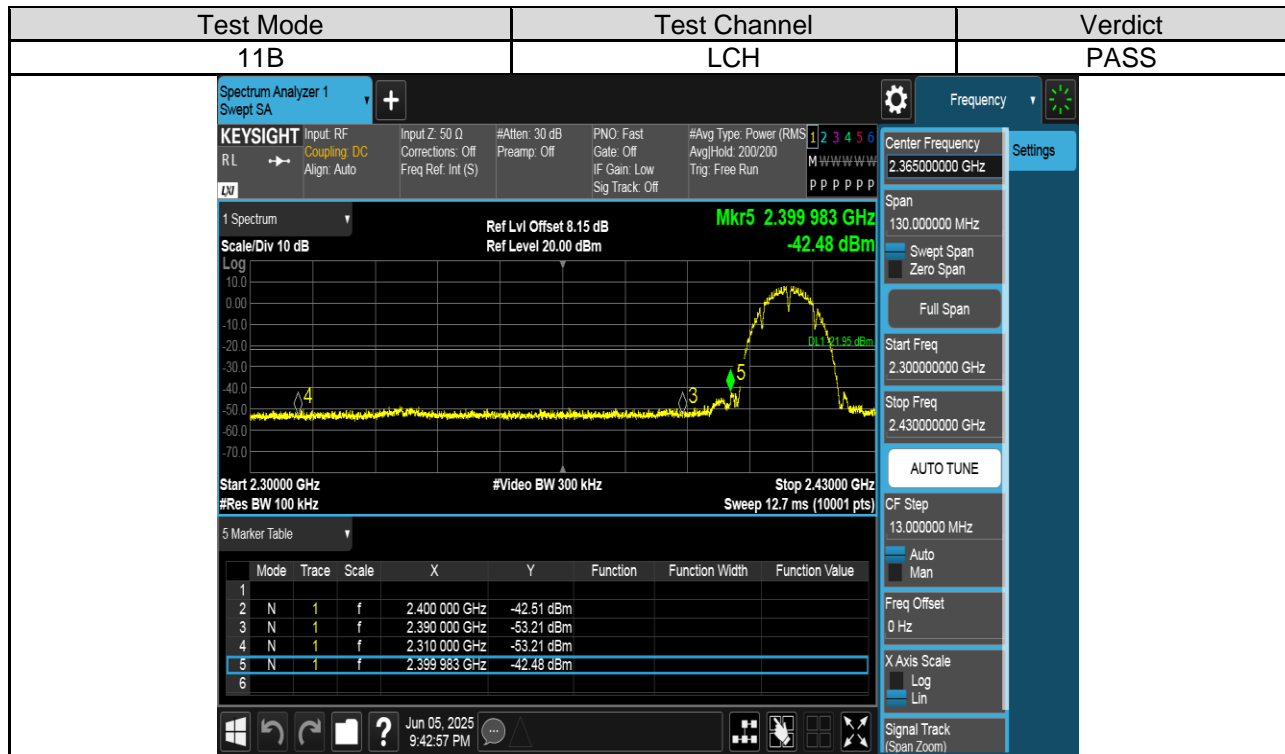 Test Mode Test Channel Verdict
11B LCH PASS
Spectrum Analyzer 1
Swept SA
+
Frequency
KEYSIGHT Input: RF Input Z: 50 Ω #Atten: 30 dB PNO: Fast #Avg Type: Power (RMS 1 2 3 4 5 6
R L Coupling: DC Corrections: Off Preamp: Off Gate: Off Avg|Hold: 200/200 M W W W W W
Align: Auto Freq Ref: Int (S) IF Gain: Low Trig: Free Run
LXI Sig Track: Off P P P P P P
1 Spectrum
Ref Lvl Offset 8.15 dB Mkr5 2.399 983 GHz
Scale/Div 10 dB Ref Level 20.00 dBm -42.48 dBm
Log
10.0
0.00
-10.0
-20.0
DL1 -21.95 dBm
-30.0
5
-40.0
4 3
-50.0
-60.0
-70.0
Start 2.30000 GHz #Video BW 300 kHz Stop 2.43000 GHz
#Res BW 100 kHz Sweep 12.7 ms (10001 pts)
5 Marker Table
Mode Trace Scale X Y Function Function Width Function Value
1
2 N 1 f 2.400 000 GHz -42.51 dBm
3 N 1 f 2.390 000 GHz -53.21 dBm
4 N 1 f 2.310 000 GHz -53.21 dBm
5 N 1 f 2.399 983 GHz -42.48 dBm
6
?
Jun 05, 2025
9:42:57 PM
Center Frequency
2.365000000 GHz
Settings
Span
130.000000 MHz
Swept Span
Zero Span
Full Span
Start Freq
2.300000000 GHz
Stop Freq
2.430000000 GHz
AUTO TUNE
CF Step
13.000000 MHz
Auto
Man
Freq Offset
0 Hz
X Axis Scale
Log
Lin
Signal Track
(Span Zoom)